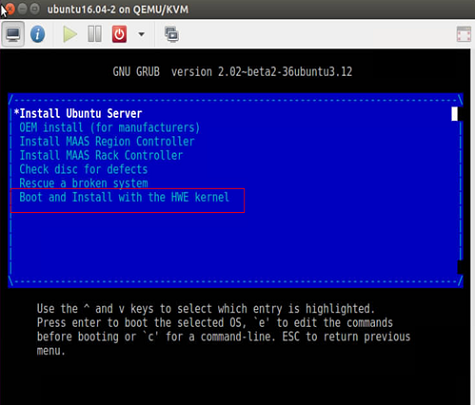 ubuntu16.04-2 on QEMU/KVM
GNU GRUB version 2.02~beta2-36ubuntu3.12
*Install Ubuntu Server
OEM install (for manufacturers)
Install MAAS Region Controller
Install MAAS Rack Controller
Check disc for defects
Rescue a broken system
Boot and Install with the HWE kernel
Use the ^ and v keys to select which entry is highlighted.
Press enter to boot the selected OS, `e' to edit the commands
before booting or `c' for a command-line. ESC to return previous
menu.